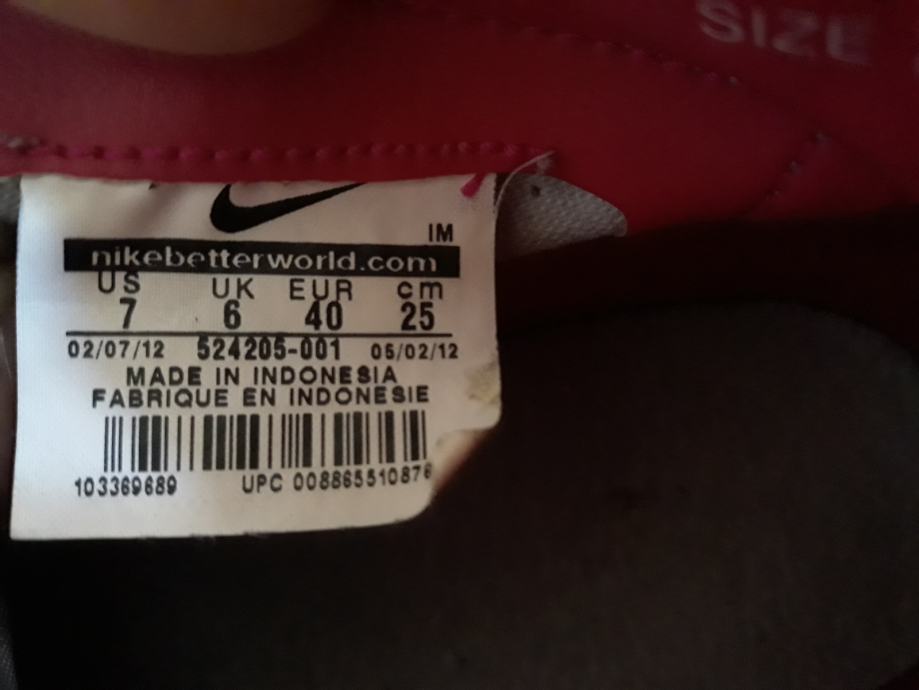 SIZE
IM
nikebetterworld.com
US UK EUR cm
7 6 40 25
02/07/12 524205-001 05/02/12
MADE IN INDONESIA
FABRIQUE EN INDONESIE
103369689 UPC 00886551087